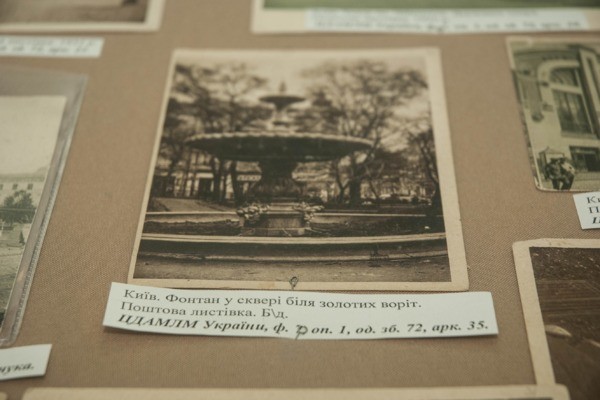 Київ. Фонтан у сквері біля золотих воріт.
Поштова листівка. Б\д.
ЦДАМЛМ України, ф. оп. 1, од. зб. 72, арк. 35.